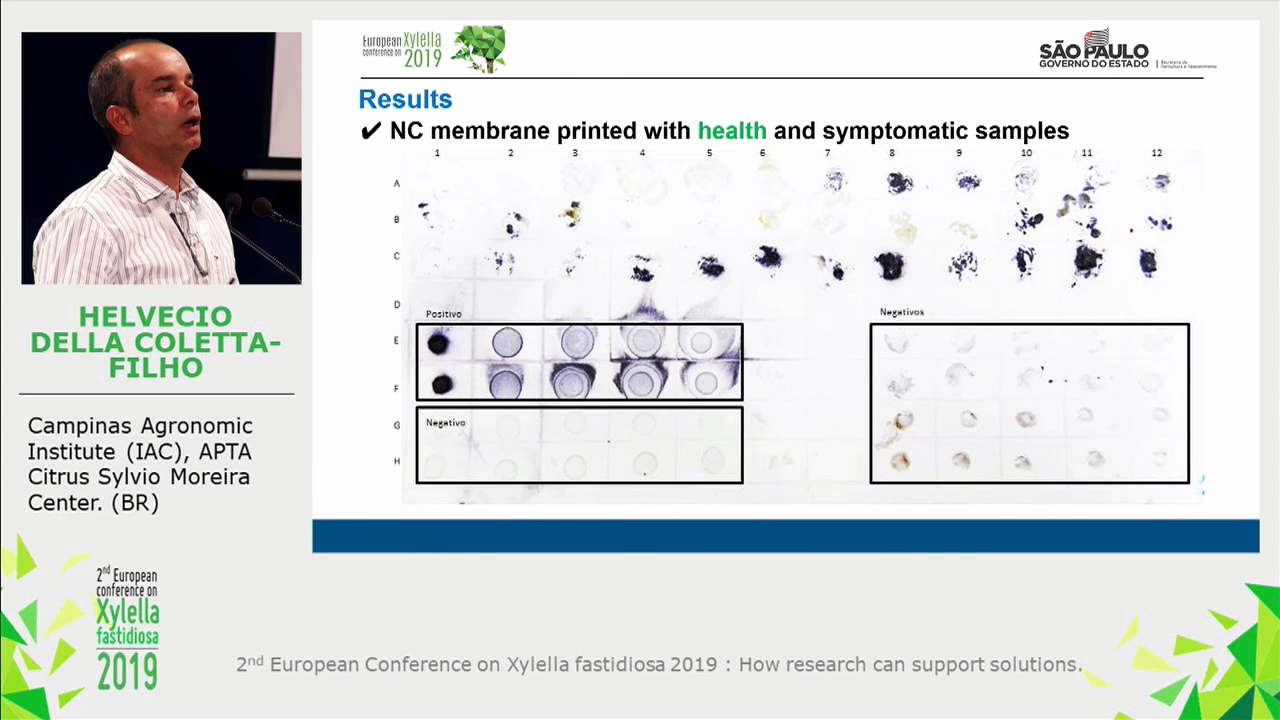 European Xylella
conference on 2019
SÃO PAULO
GOVERNO DO ESTADO
Results
✔ NC membrane printed with health and symptomatic samples
1 2 3 4 5 6 7 8 9 10 11 12
A
B
C
D
Positivo
Negativos
E
F
G
Negativo
H
HELVECIO
DELLA COLETTA-
FILHO
Campinas Agronomic
Institute (IAC), APTA
Citrus Sylvio Moreira
Center. (BR)
2nd European
conference on
Xylella
fastidiosa
2019
2nd European Conference on Xylella fastidiosa 2019 : How research can support solutions.